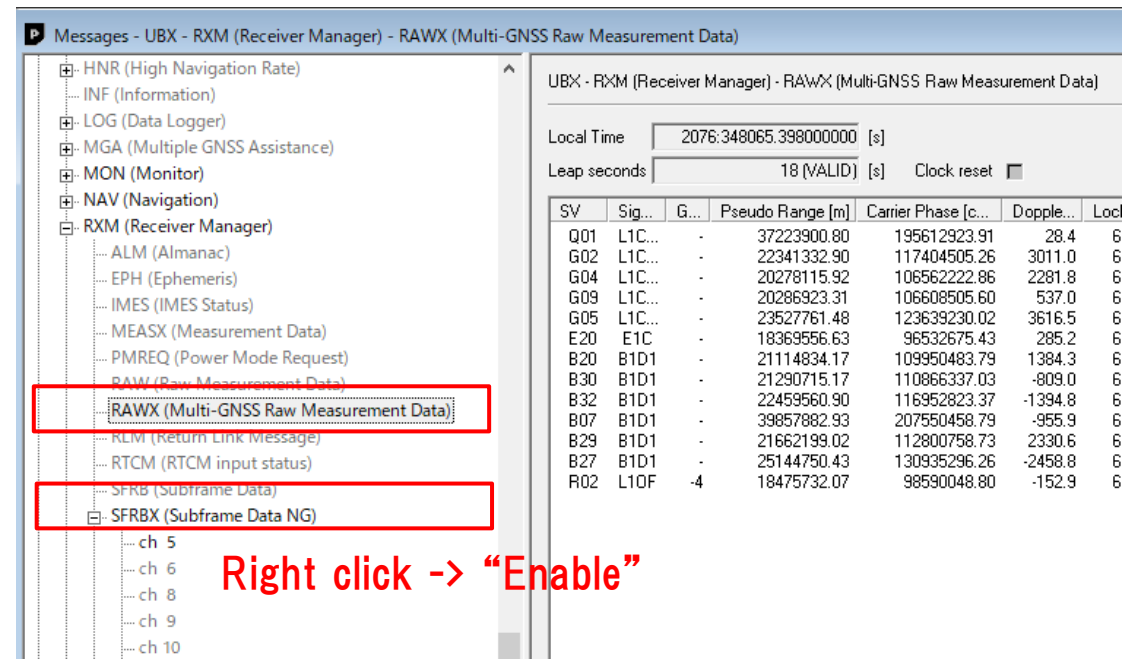 P Messages - UBX - RXM (Receiver Manager) - RAWX (Multi-GNSS Raw Measurement Data)
HNR (High Navigation Rate)
INF (Information)
LOG (Data Logger)
MGA (Multiple GNSS Assistance)
MON (Monitor)
NAV (Navigation)
RXM (Receiver Manager)
ALM (Almanac)
EPH (Ephemeris)
IMES (IMES Status)
MEASX (Measurement Data)
PMREQ (Power Mode Request)
RAW (Raw Measurement Data)
RAWX (Multi-GNSS Raw Measurement Data)
RLM (Return Link Message)
RTCM (RTCM input status)
SFRB (Subframe Data)
SFRBX (Subframe Data NG)
ch 5
ch 6
ch 8
ch 9
ch 10
Right click -> “Enable”
UBX - RXM (Receiver Manager) - RAWX (Multi-GNSS Raw Measurement Data)
Local Time 2076:348065.398000000 [s]
Leap seconds 18 (VALID) [s] Clock reset
SV Sig... G... Pseudo Range [m] Carrier Phase [c... Dopple... Lock
Q01 L1C... - 37223900.80 195612923.91 28.4 6
G02 L1C... - 22341332.90 117404505.26 3011.0 6
G04 L1C... - 20278115.92 106562222.86 2281.8 6
G09 L1C... - 20286923.31 106608505.60 537.0 6
G05 L1C... - 23527761.48 123639230.02 3616.5 6
E20 E1C - 18369556.63 96532675.43 285.2 6
B20 B1D1 - 21114834.17 109950483.79 1384.3 6
B30 B1D1 - 21290715.17 110866337.03 -809.0 6
B32 B1D1 - 22459560.90 116952823.37 -1394.8 6
B07 B1D1 - 39857882.93 207550458.79 -955.9 6
B29 B1D1 - 21662199.02 112800758.73 2330.6 6
B27 B1D1 - 25144750.43 130935296.26 -2458.8 6
R02 L1OF -4 18475732.07 98590048.80 -152.9 6